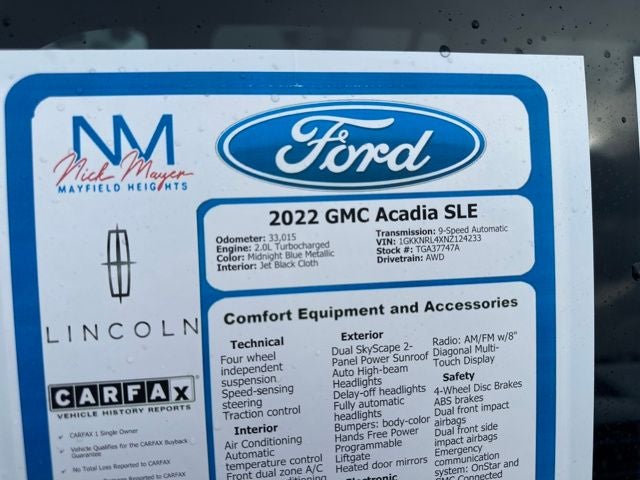 NM
Nick Mayer
MAYFIELD HEIGHTS
Ford
LINCOLN
CARFAX
VEHICLE HISTORY REPORTS
✓ CARFAX 1 Single Owner
✓ Vehicle Qualifies for the CARFAX Buyback
Guarantee
✓ No Total Loss Reported to CARFAX
Reported to CARFAX
2022 GMC Acadia SLE
Odometer: 33,015
Engine: 2.0L Turbocharged
Color: Midnight Blue Metallic
Interior: Jet Black Cloth
Transmission: 9-Speed Automatic
VIN: 1GKKNRL4XNZ124233
Stock #: TGA37747A
Drivetrain: AWD
Comfort Equipment and Accessories
Technical
Four wheel
independent
suspension
Speed-sensing
steering
Traction control
Interior
Air Conditioning
Automatic
temperature control
Front dual zone A/C
Exterior
Dual SkyScape 2-
Panel Power Sunroof
Auto High-beam
Headlights
Delay-off headlights
Fully automatic
headlights
Bumpers: body-color
Hands Free Power
Programmable
Liftgate
Heated door mirrors
Electronic
Radio: AM/FM w/8"
Diagonal Multi-
Touch Display
Safety
4-Wheel Disc Brakes
ABS brakes
Dual front impact
airbags
Dual front side
impact airbags
Emergency
communication
system: OnStar and
GMC Connected